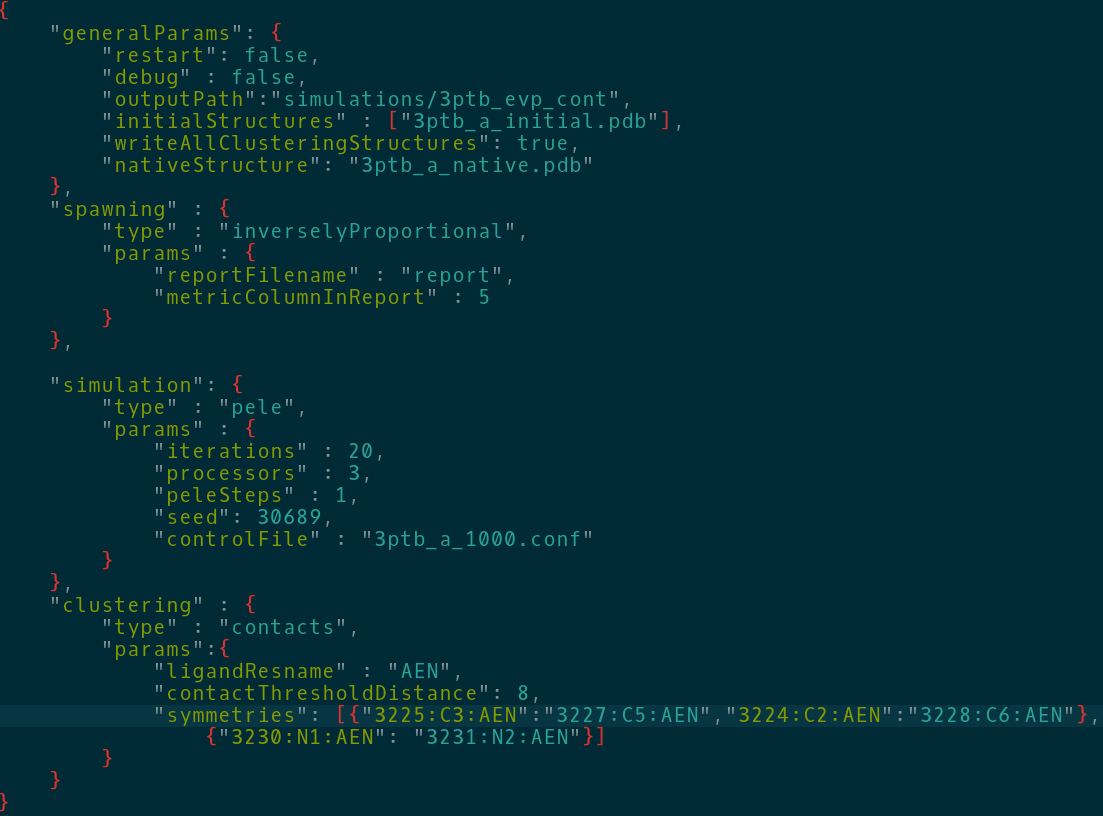 {
    "generalParams": {
        "restart": false,
        "debug" : false,
        "outputPath":"simulations/3ptb_evp_cont",
        "initialStructures" : ["3ptb_a_initial.pdb"],
        "writeAllClusteringStructures": true,
        "nativeStructure": "3ptb_a_native.pdb"
    },
    "spawning" : {
        "type" : "inverselyProportional",
        "params" : {
            "reportFilename" : "report",
            "metricColumnInReport" : 5
        }
    },

    "simulation": {
        "type" : "pele",
        "params" : {
            "iterations" : 20,
            "processors" : 3,
            "peleSteps" : 1,
            "seed": 30689,
            "controlFile" : "3ptb_a_1000.conf"
        }
    },
    "clustering" : {
        "type" : "contacts",
        "params":{
            "ligandResname" : "AEN",
            "contactThresholdDistance": 8,
            "symmetries": [{"3225:C3:AEN":"3227:C5:AEN","3224:C2:AEN":"3228:C6:AEN"},
                {"3230:N1:AEN": "3231:N2:AEN"}]
        }
    }
}